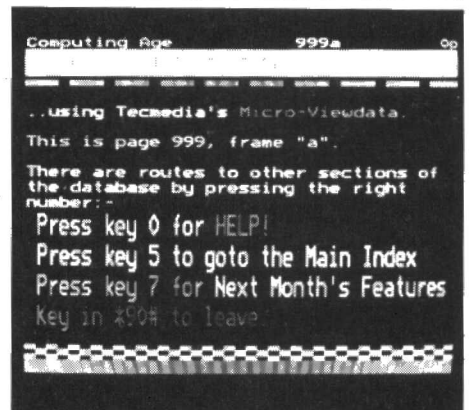 Computing Age 999a 0p
..using Tecmedia's Micro-Viewdata.
This is page 999, frame "a".
There are routes to other sections of
the database by pressing the right
number:-
Press key 0 for HELP!
Press key 5 to goto the Main Index
Press key 7 for Next Month's Features
Key in *90# to leave.